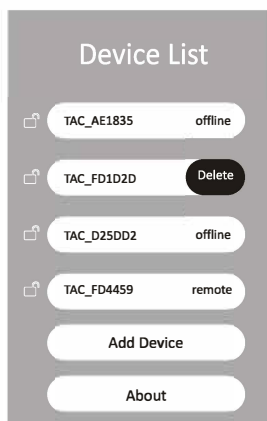 Device List
TAC_AE1835 offline
TAC_FD1D2D Delete
TAC_D25DD2 offline
TAC_FD4459 remote
Add Device
About